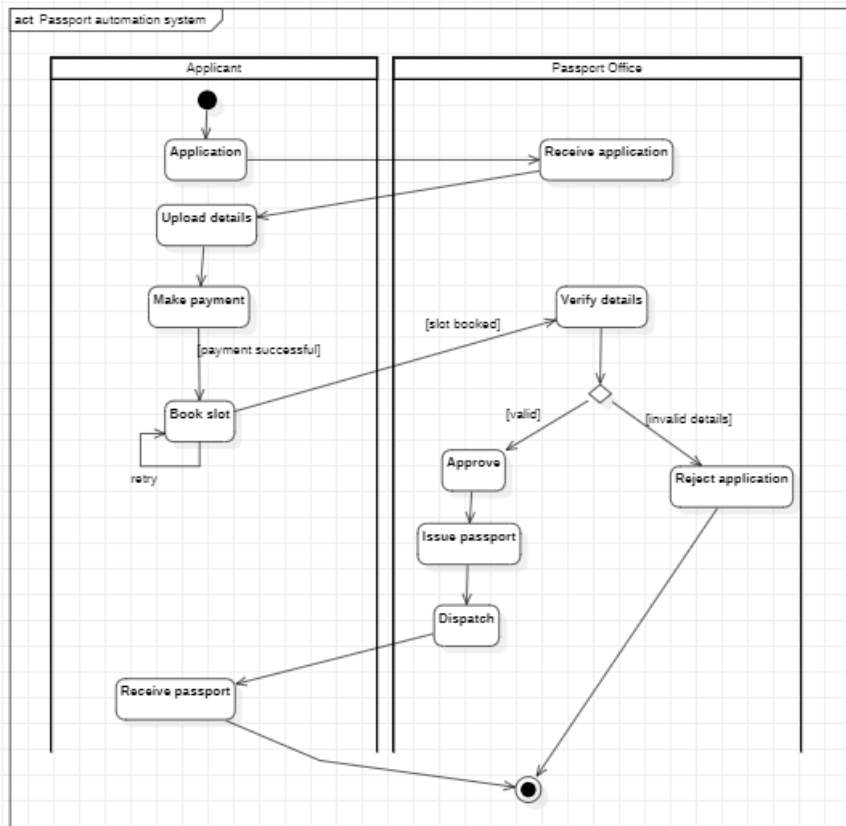 act Passport automation system
Applicant
Passport Office
Application
Receive application
Upload details
Make payment
Verify details
[slot booked]
[payment successful]
Book slot
[valid]
[invalid details]
Approve
Reject application
retry
Issue passport
Dispatch
Receive passport